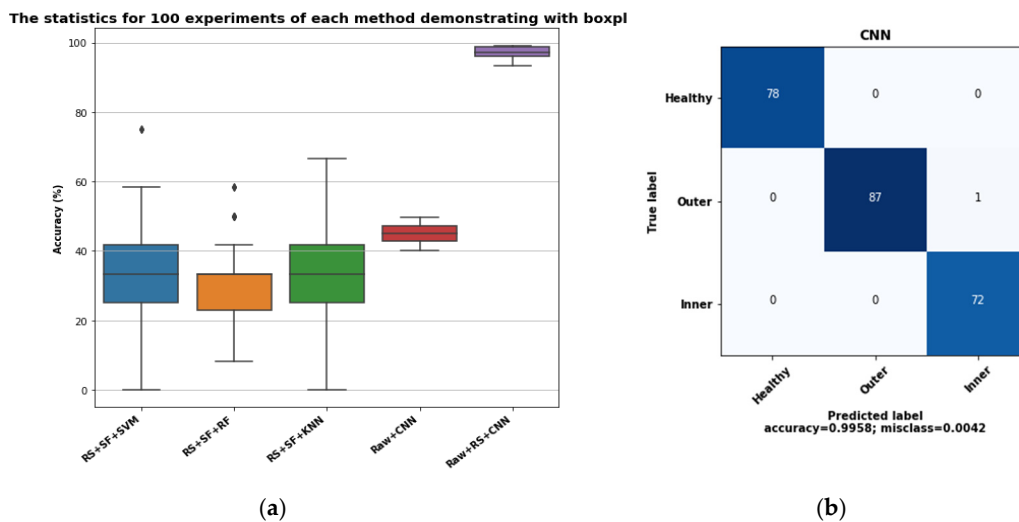 The statistics for 100 experiments of each method demonstrating with boxpl
100
80
60
40
20
0
Accuracy (%)
RS+SF+SVM
RS+SF+RF
RS+SF+KNN
Raw+CNN
Raw+RS+CNN
(a)
CNN
True label
Healthy 78 0 0
Outer 0 87 1
Inner 0 0 72
Healthy Outer Inner
Predicted label
accuracy=0.9958; misclass=0.0042
(b)